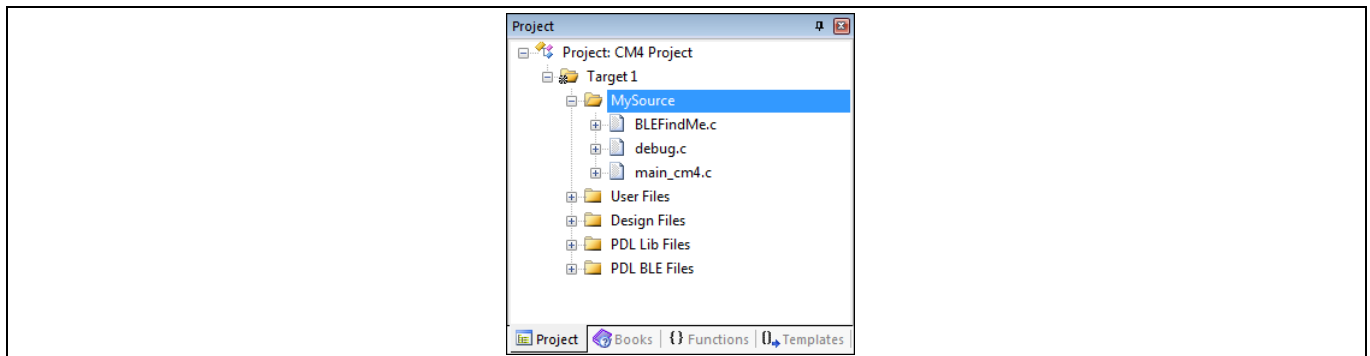 Project
Project: CM4 Project
Target 1
MySource
BLEFindMe.c
debug.c
main_cm4.c
User Files
Design Files
PDL Lib Files
PDL BLE Files
Project Books {} Functions 0 Templates